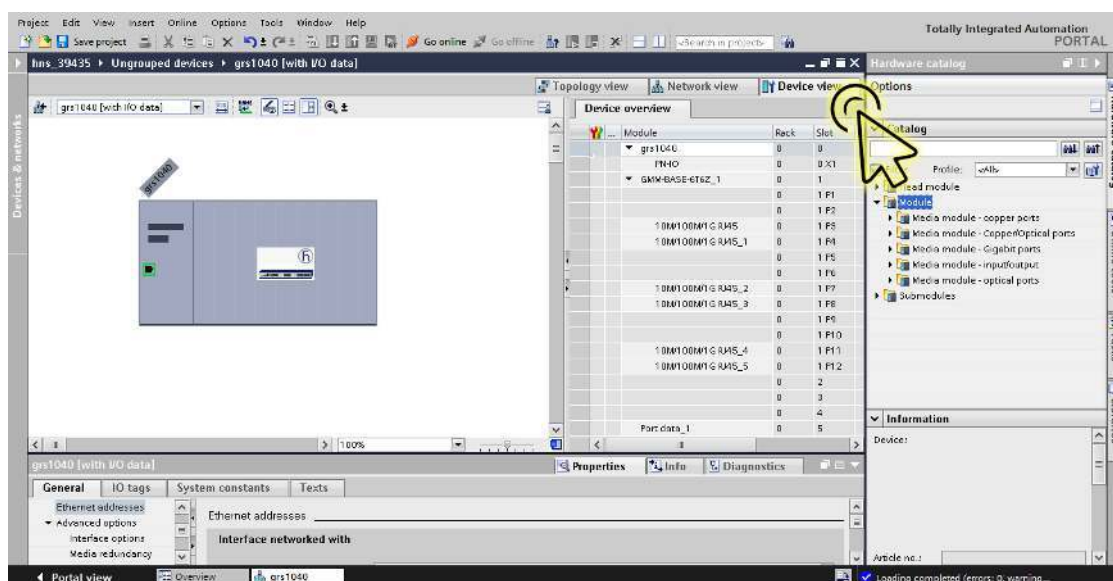 Project Edit View Insert Online Options Tools Window Help
Totally Integrated Automation
PORTAL
Save project Go online Go offline <Search in project>
hns_39435 ▸ Ungrouped devices ▸ grs1040 [with I/O data]
Hardware catalog
Topology view Network view Device view
Options
grs1040 [with I/O data]
Device overview
Catalog
Module Rack Slot
grs1040 0 0
PN-IO 0 0 X1
Profile: <All>
GMM-BASE-6T6Z_1 0 1
Head module
0 1 P1
Module
0 1 P2
Media module - copper ports
10M/100M/1G RJ45 0 1 P3
Media module - Copper/Optical ports
10M/100M/1G RJ45_1 0 1 P4
Media module - Gigabit ports
0 1 P5
Media module - input/output
0 1 P6
Media module - optical ports
10M/100M/1G RJ45_2 0 1 P7
Submodules
10M/100M/1G RJ45_3 0 1 P8
0 1 P9
0 1 P10
10M/100M/1G RJ45_4 0 1 P11
10M/100M/1G RJ45_5 0 1 P12
0 2
0 3
0 4
Port data_1 0 5
grs1040
Devices & networks
100%
Information
Device:
grs1040 [with I/O data]
Properties Info Diagnostics
General IO tags System constants Texts
Ethernet addresses
Advanced options
Interface options
Media redundancy
Ethernet addresses
Interface networked with
Article no.:
Portal view Overview grs1040
Loading completed (errors: 0, warning...